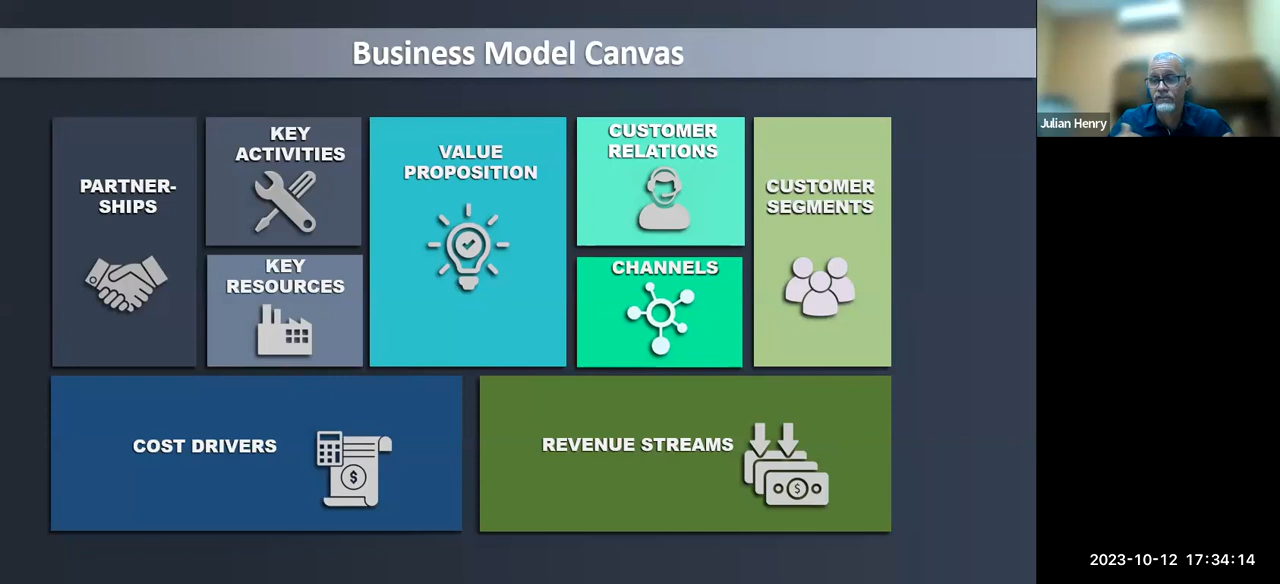 Business Model Canvas
Julian Henry
PARTNER-
SHIPS
KEY
ACTIVITIES
KEY
RESOURCES
VALUE
PROPOSITION
$
CUSTOMER
RELATIONS
CHANNELS
CUSTOMER
SEGMENTS
COST DRIVERS
REVENUE STREAMS
$
2023-10-12 17:34:14